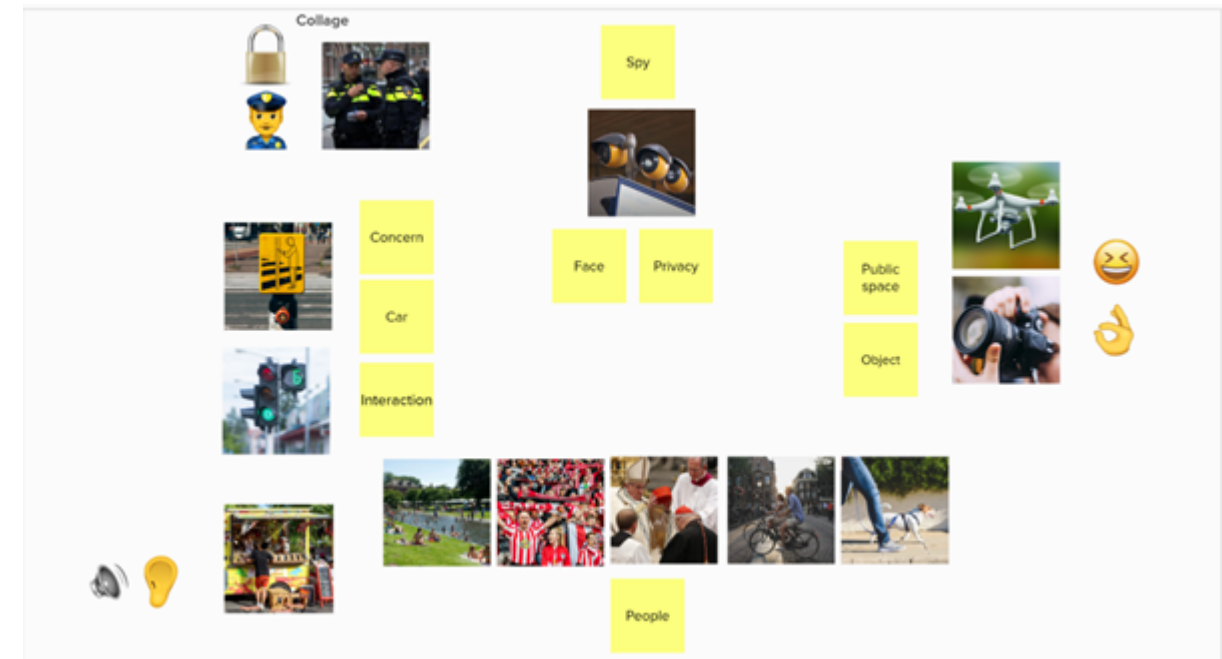 Collage
Spy
Concern
Face
Privacy
Public
space
Car
Object
Interaction
People